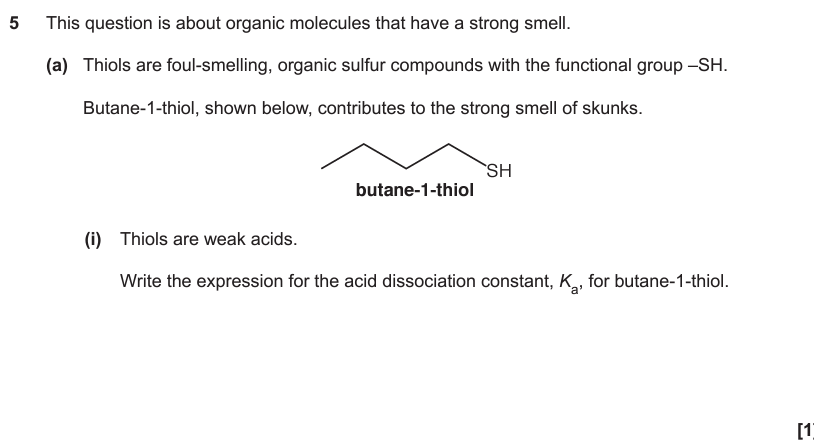 5 This question is about organic molecules that have a strong smell.
(a) Thiols are foul-smelling, organic sulfur compounds with the functional group –SH.
Butane-1-thiol, shown below, contributes to the strong smell of skunks.
SH
butane-1-thiol
(i) Thiols are weak acids.
Write the expression for the acid dissociation constant, Ka, for butane-1-thiol.
[1]